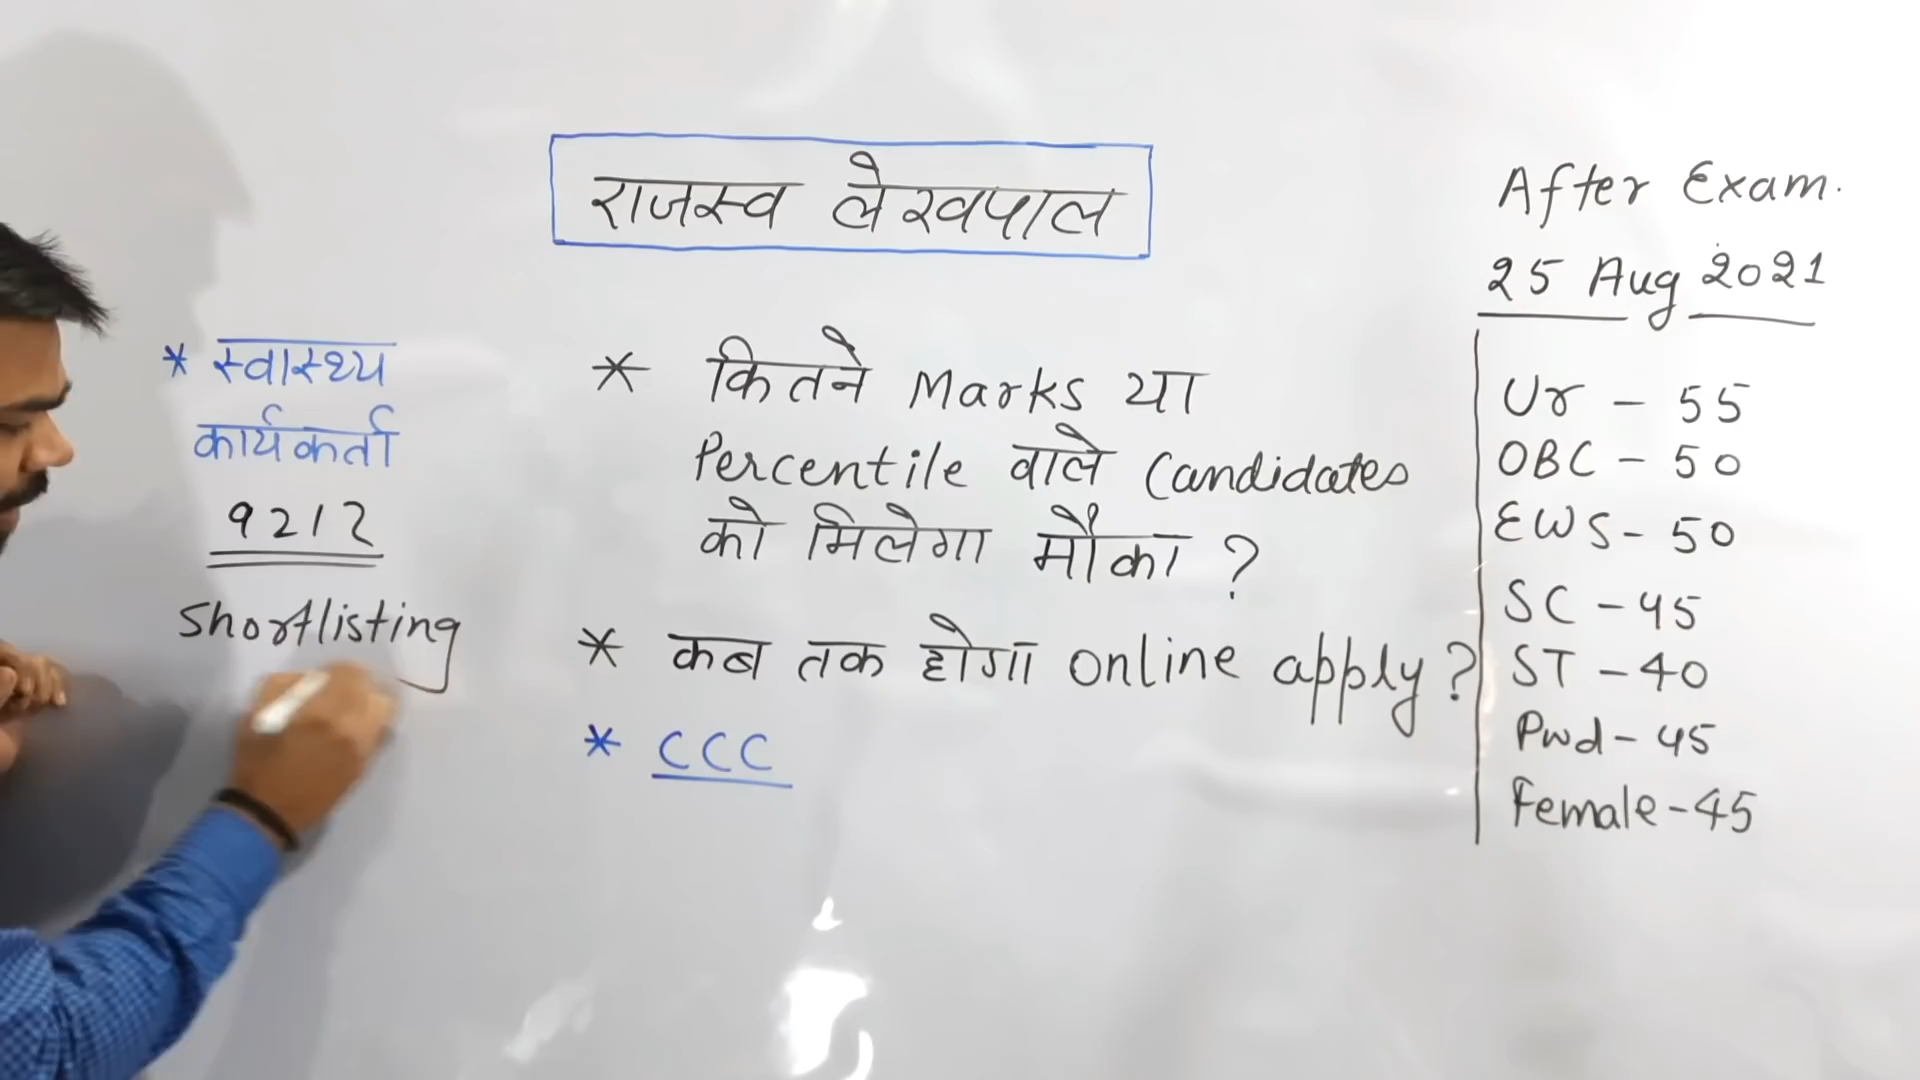 राजस्व लेखपाल
* स्वास्थ्य
कार्यकर्ता
9212
Shortlisting
* कितने Marks या
Percentile वाले Candidates
को मिलेगा मौका ?
* कब तक होगा online apply ?
* CCC
After Exam.
25 Aug 2021
Ur - 55
OBC - 50
EWS - 50
SC - 45
ST - 40
Pwd - 45
Female - 45